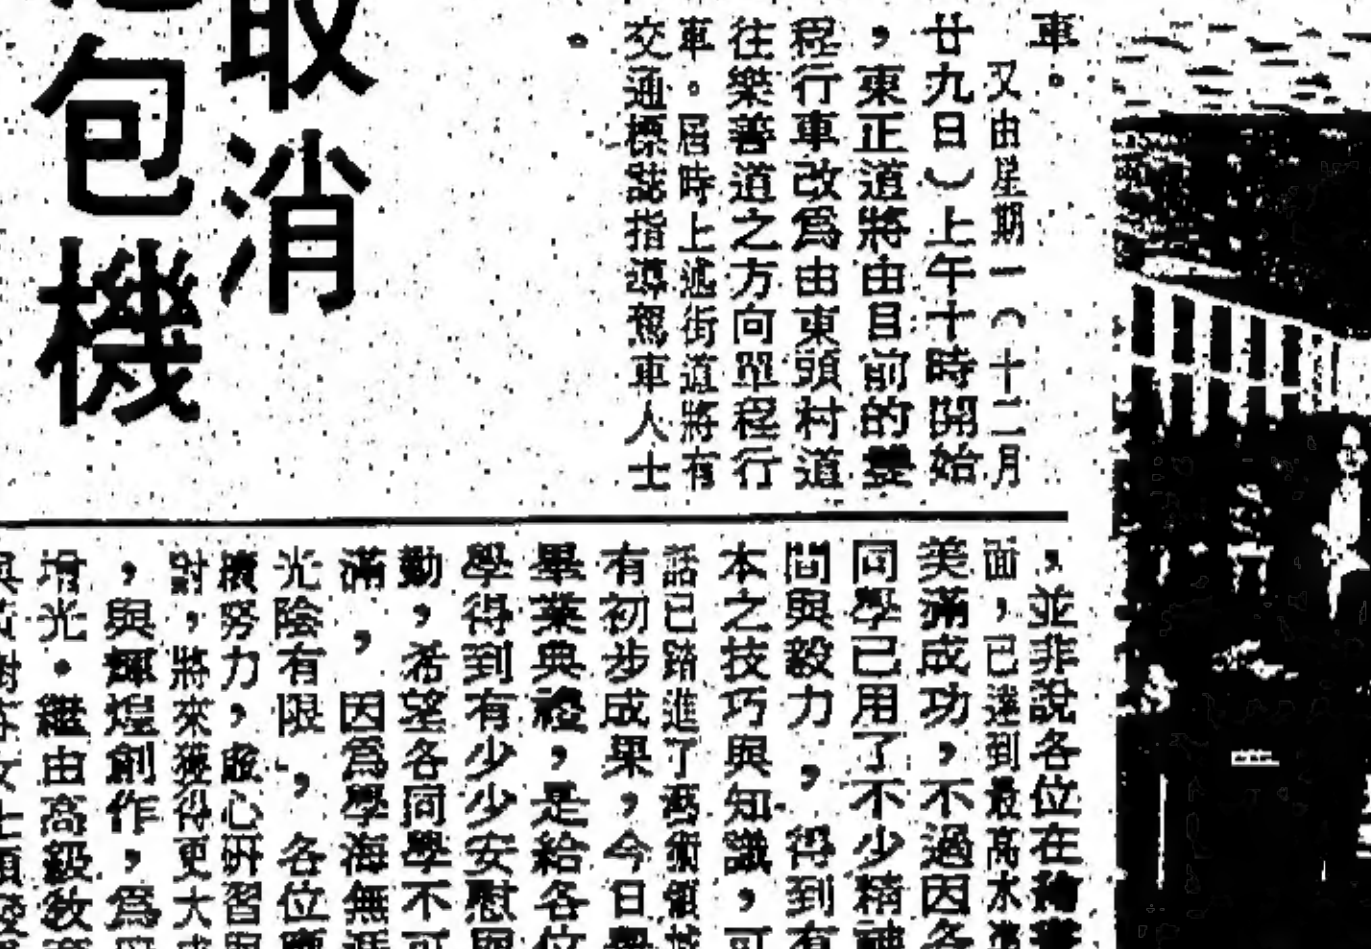 車。
又由星期一(十二月
廿九日)上午十時開始
,東正道將由目前的雙
程行車改爲由東頭村道
往樂善道之方向單程行
車。屆時上述街道將有
交通標誌指導駕車人士
。
取消
包機
,並非說各位在繪畫
面,已達到最高水準
美滿成功,不過因各
同學已用了不少精神
間與毅力,得到有
本之技巧與知識,可
話已踏進了藝術領域
有初步成果,今日舉
畢業典禮,是給各位
學得到有少少安慰與
勤,希望各同學不可
滿,因爲學海無涯
光陰有限,各位應
續努力,虛心研習與
討,將來獲得更大成
,與輝煌創作,爲
增光。繼由高級教育